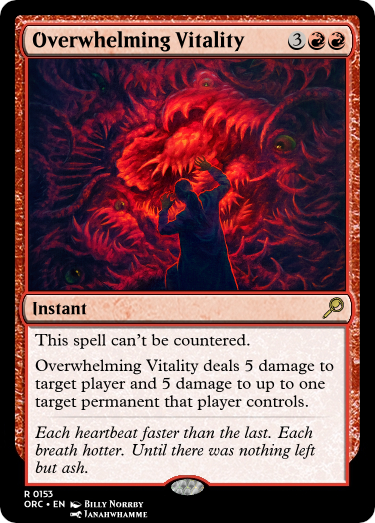 Overwhelming Vitality 3
Instant
This spell can't be countered.
Overwhelming Vitality deals 5 damage to
target player and 5 damage to up to one
target permanent that player controls.
Each heartbeat faster than the last. Each
breath hotter. Until there was nothing left
but ash.
R 0153
ORC • EN Billy Norrby
Janahwhamme